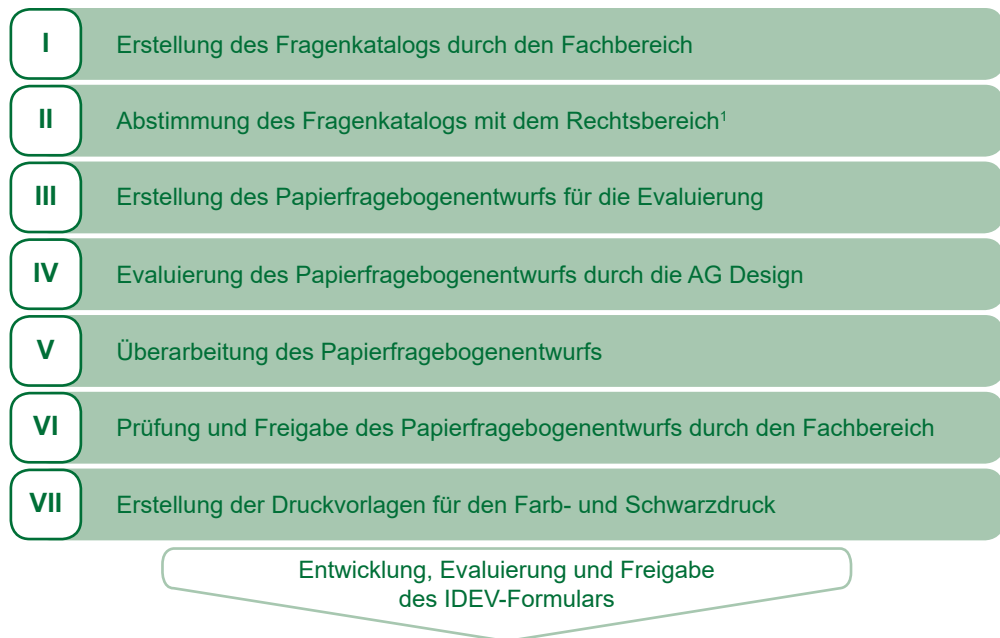 I Erstellung des Fragenkatalogs durch den Fachbereich
II Abstimmung des Fragenkatalogs mit dem Rechtsbereich¹
III Erstellung des Papierfragebogenentwurfs für die Evaluierung
IV Evaluierung des Papierfragebogenentwurfs durch die AG Design
V Überarbeitung des Papierfragebogenentwurfs
VI Prüfung und Freigabe des Papierfragebogenentwurfs durch den Fachbereich
VII Erstellung der Druckvorlagen für den Farb- und Schwarzdruck
Entwicklung, Evaluierung und Freigabe
des IDEV-Formulars